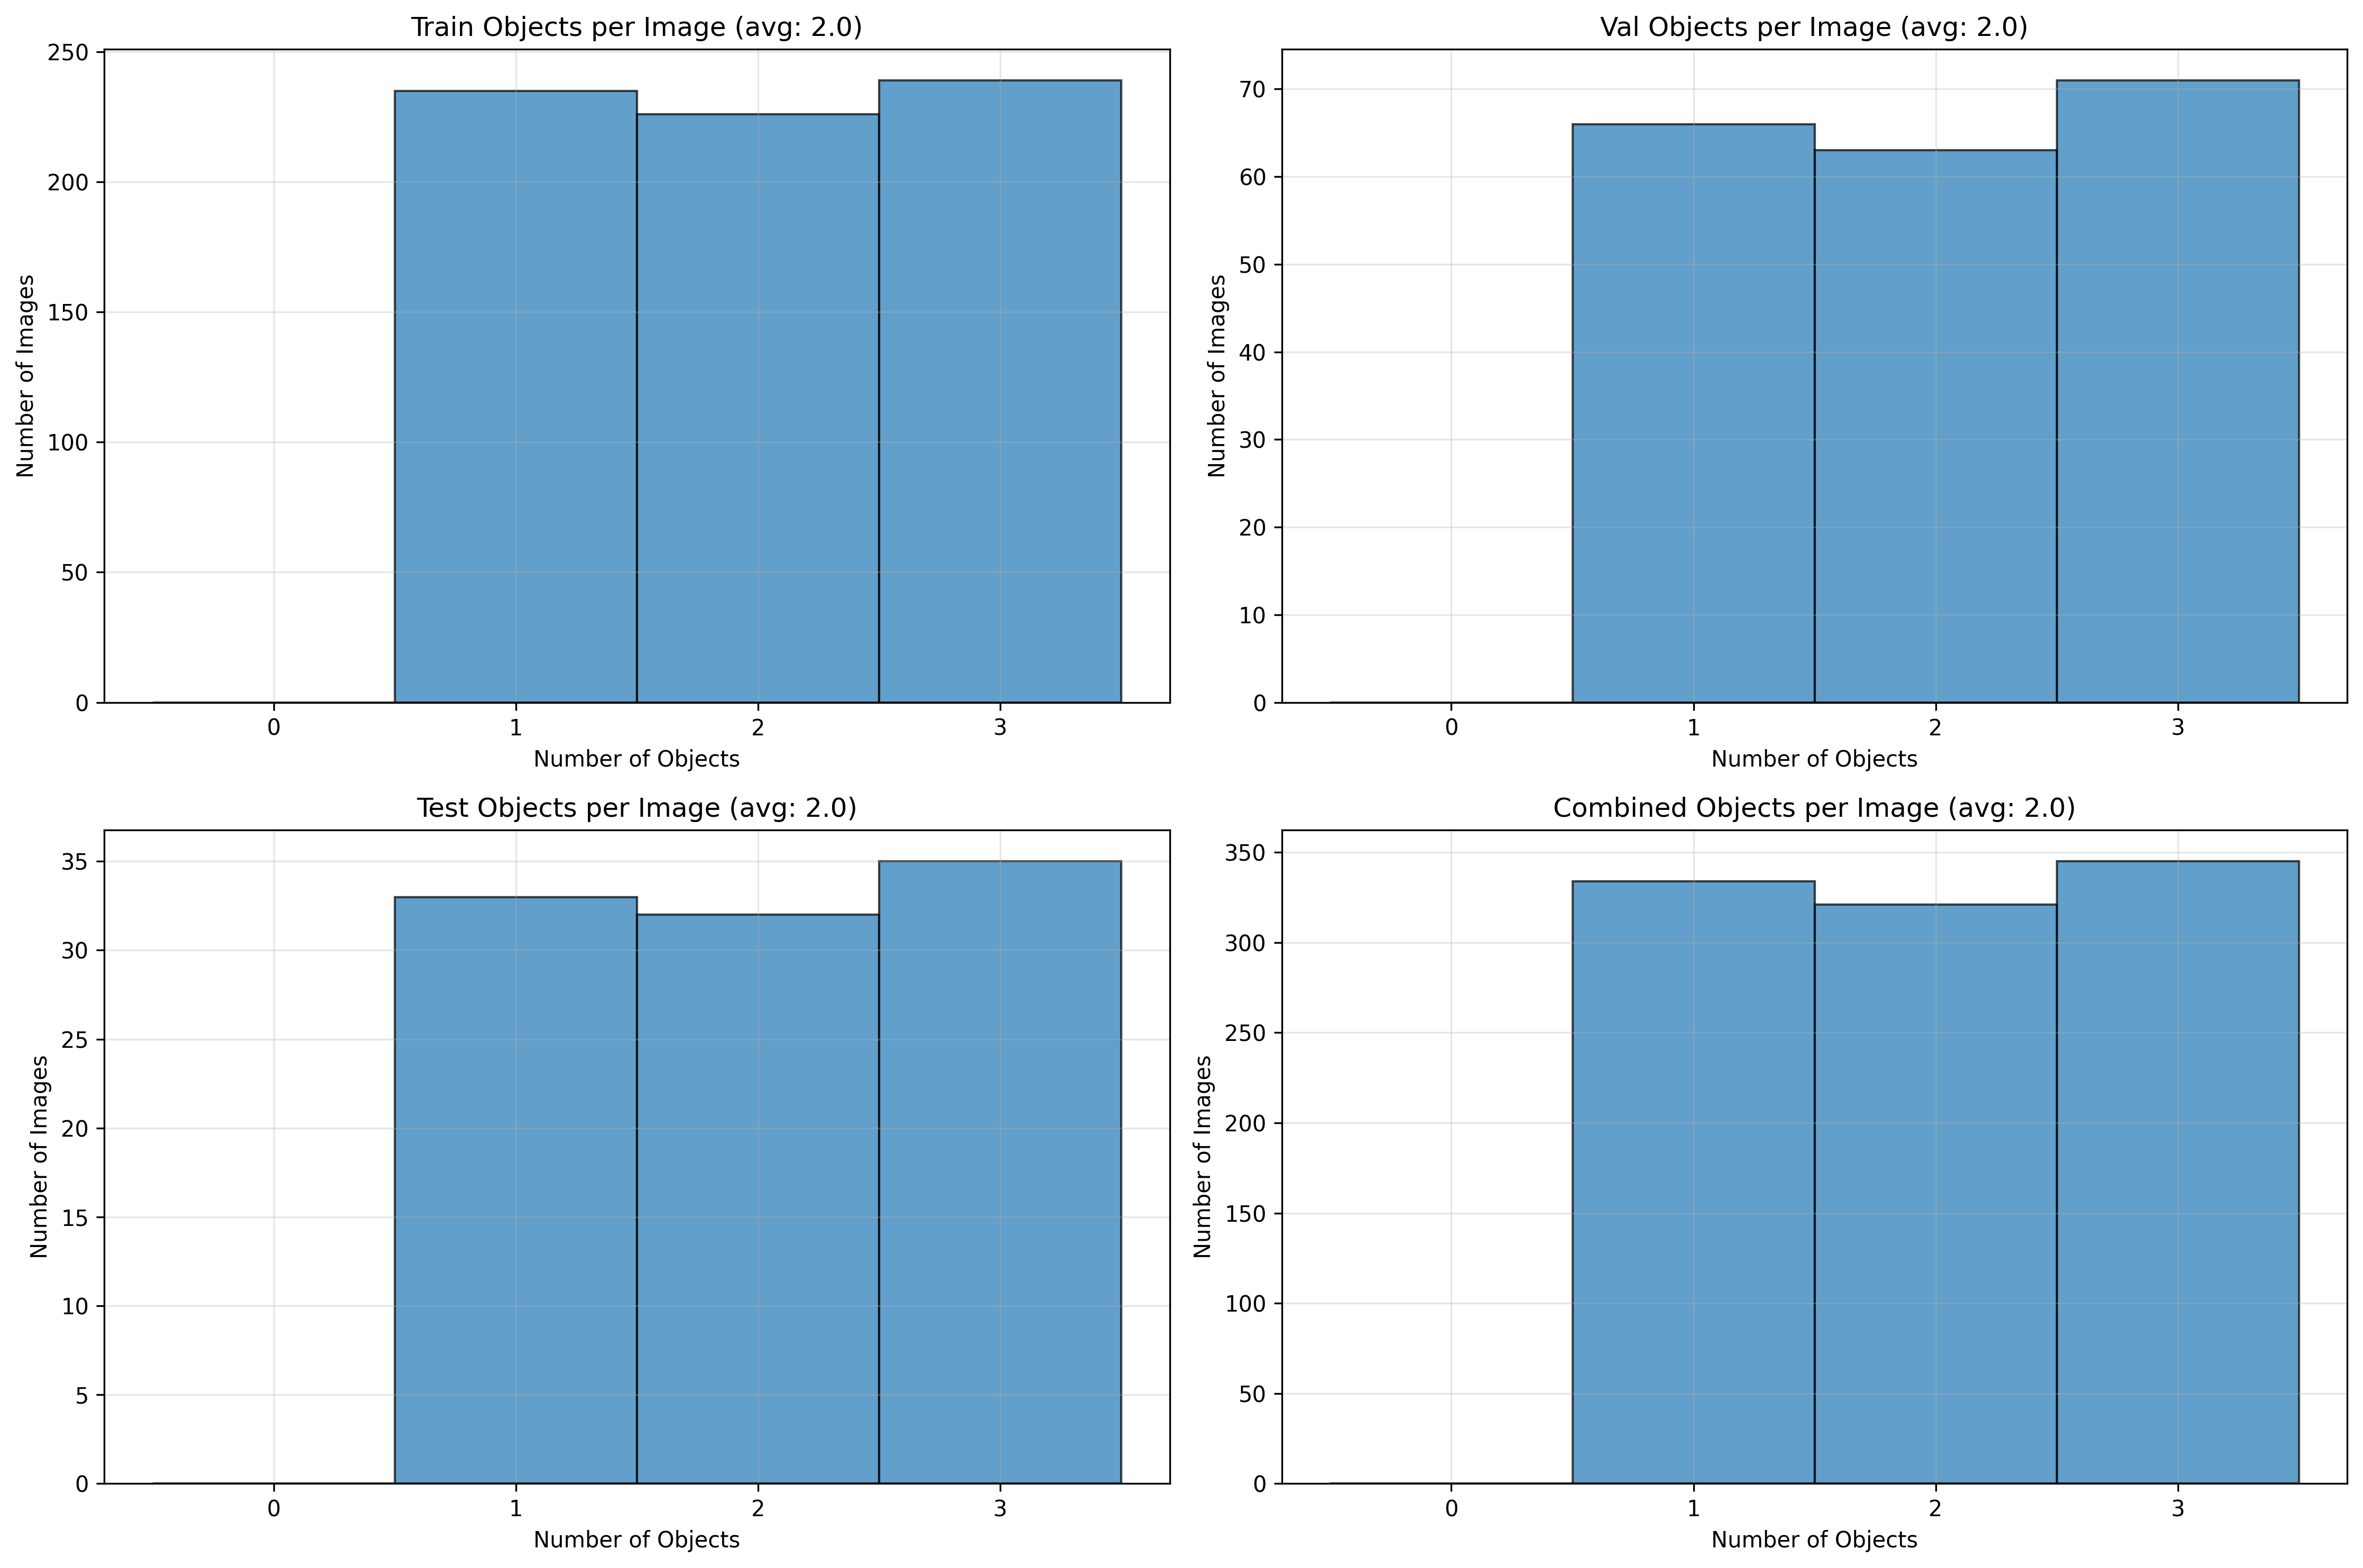 Train Objects per Image (avg: 2.0)
250
200
150
100
50
0
Number of Images
0 1 2 3
Number of Objects
Val Objects per Image (avg: 2.0)
70
60
50
40
30
20
10
0
Number of Images
0 1 2 3
Number of Objects
Test Objects per Image (avg: 2.0)
35
30
25
20
15
10
5
0
Number of Images
0 1 2 3
Number of Objects
Combined Objects per Image (avg: 2.0)
350
300
250
200
150
100
50
0
Number of Images
0 1 2 3
Number of Objects